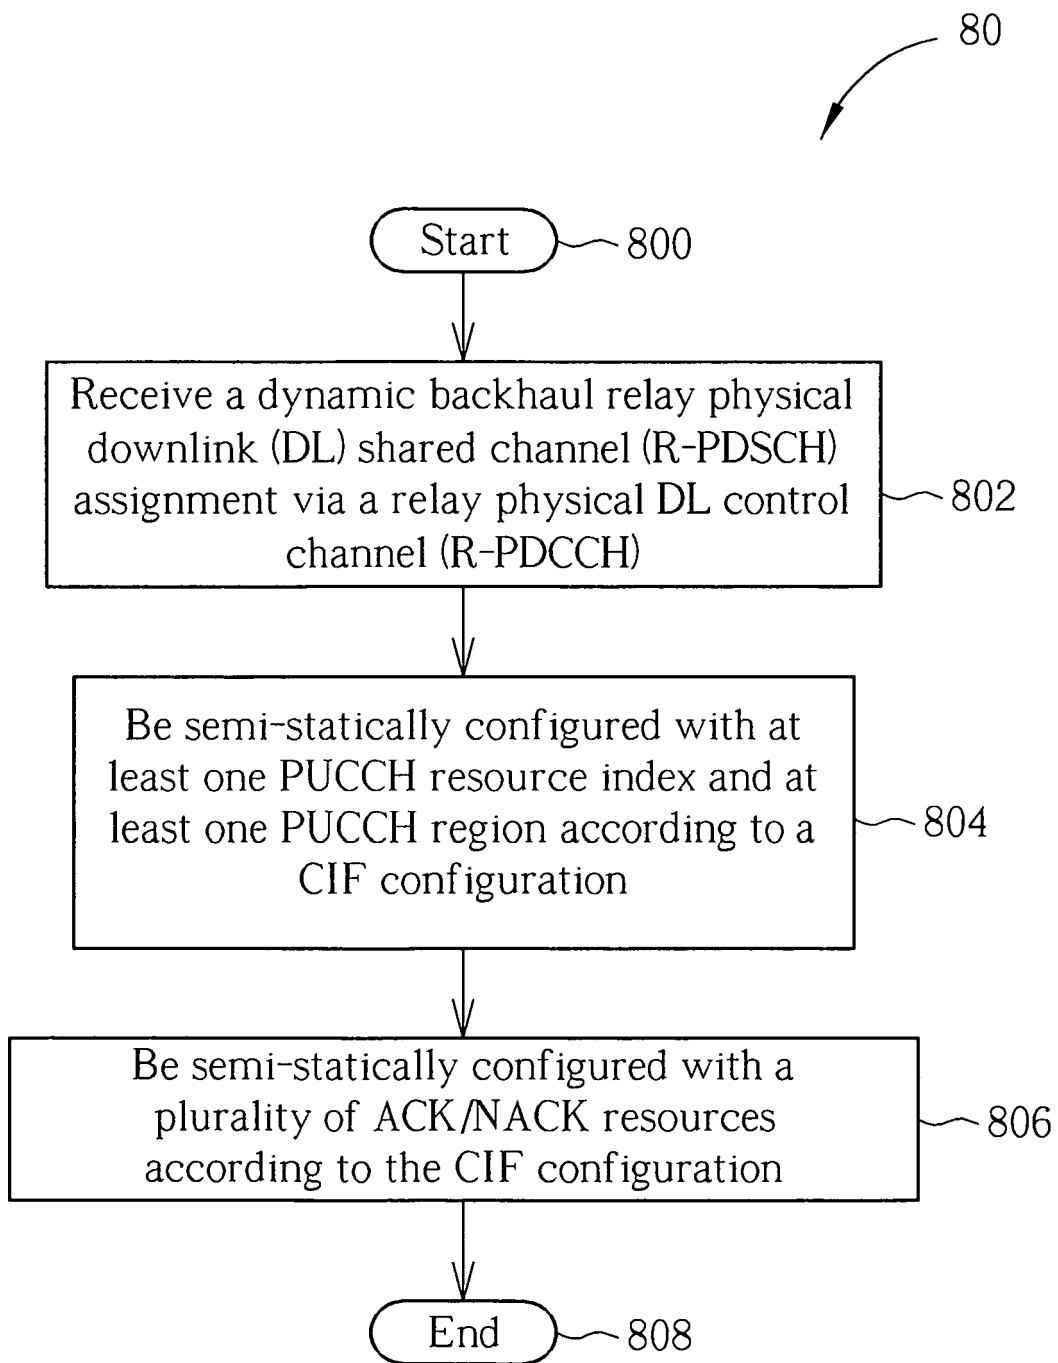 80
Start
800
Receive a dynamic backhaul relay physical
downlink (DL) shared channel (R-PDSCH)
assignment via a relay physical DL control
channel (R-PDCCH)
802
Be semi-statically configured with at
least one PUCCH resource index and at
least one PUCCH region according to a
CIF configuration
804
Be semi-statically configured with a
plurality of ACK/NACK resources
according to the CIF configuration
806
End
808